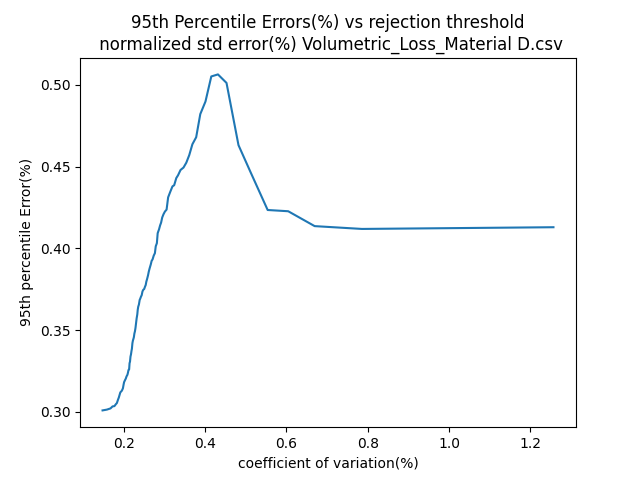 95th Percentile Errors(%) vs rejection threshold
normalized std error(%) Volumetric_Loss_Material D.csv
0.50
0.45
0.40
0.35
0.30
95th percentile Error(%)
0.2 0.4 0.6 0.8 1.0 1.2
coefficient of variation(%)